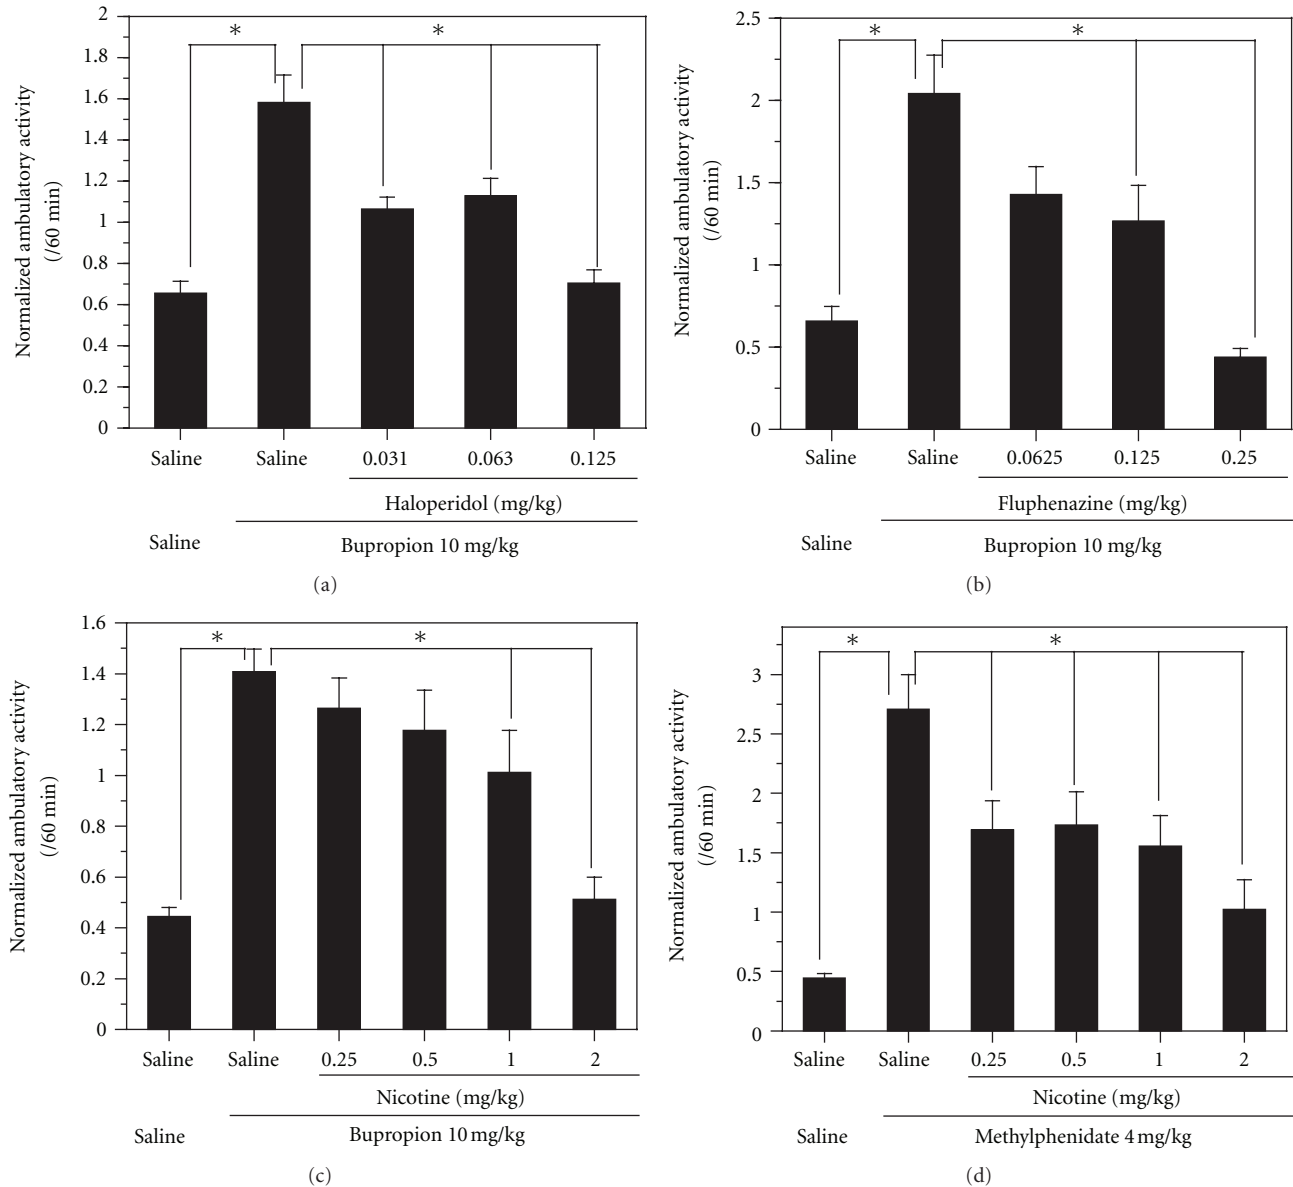 2
1.8
1.6
1.4
1.2
1
0.8
0.6
0.4
0.2
0
Normalized ambulatory activity
(/60 min)
* *
Saline Saline 0.031 0.063 0.125
Haloperidol (mg/kg)
Saline Bupropion 10 mg/kg
(a)
2.5
2
1.5
1
0.5
0
Normalized ambulatory activity
(/60 min)
* *
Saline Saline 0.0625 0.125 0.25
Fluphenazine (mg/kg)
Saline Bupropion 10 mg/kg
(b)
1.6
1.4
1.2
1
0.8
0.6
0.4
0.2
0
Normalized ambulatory activity
(/60 min)
* *
Saline Saline 0.25 0.5 1 2
Nicotine (mg/kg)
Saline Bupropion 10 mg/kg
(c)
3
2.5
2
1.5
1
0.5
0
Normalized ambulatory activity
(/60 min)
* *
Saline Saline 0.25 0.5 1 2
Nicotine (mg/kg)
Saline Methylphenidate 4 mg/kg
(d)